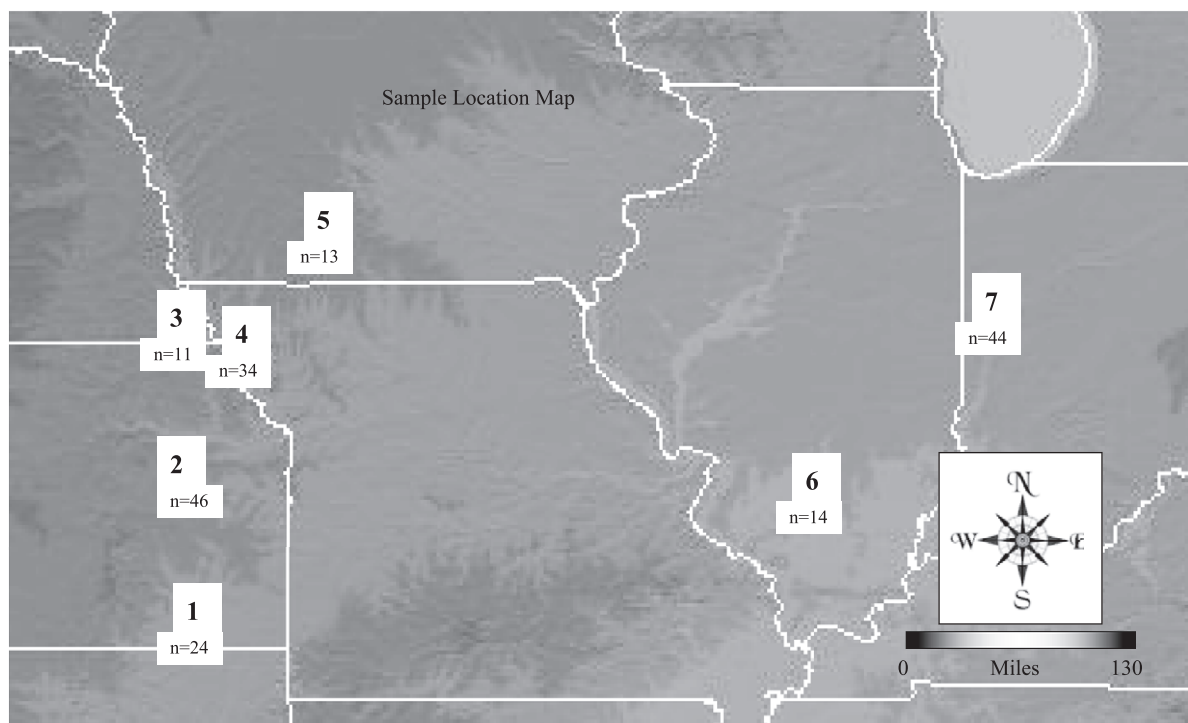 Sample Location Map
5
n=13
3
n=11
4
n=34
7
n=44
2
n=46
6
n=14
1
n=24
N
W E
S
0 Miles 130